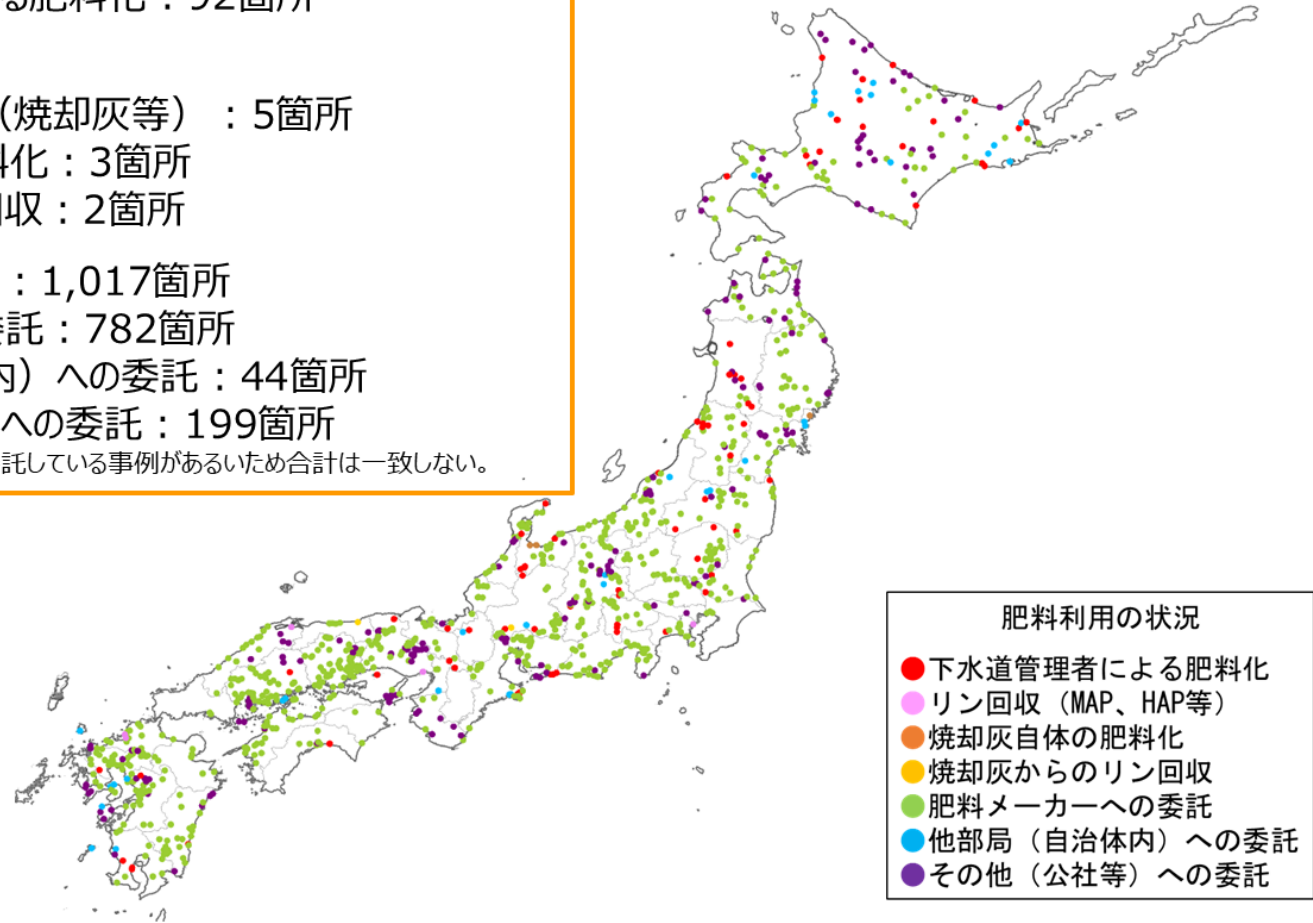 る肥料化：92箇所
（焼却灰等）：5箇所
料化：3箇所
回収：2箇所
：1,017箇所
委託：782箇所
内）への委託：44箇所
への委託：199箇所
託している事例があるいため合計は一致しない。
肥料利用の状況
下水道管理者による肥料化
リン回収（MAP、HAP等）
焼却灰自体の肥料化
焼却灰からのリン回収
肥料メーカーへの委託
他部局（自治体内）への委託
その他（公社等）への委託